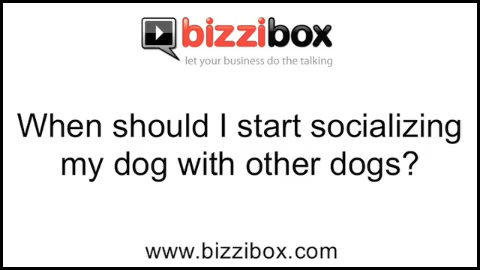 bizzibox
let your business do the talking
When should I start socializing
my dog with other dogs?
www.bizzibox.com